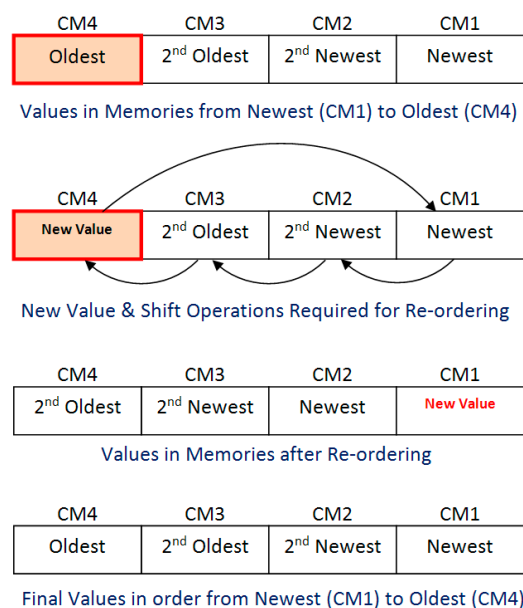 CM4 CM3 CM2 CM1
Oldest 2nd Oldest 2nd Newest Newest
Values in Memories from Newest (CM1) to Oldest (CM4)
CM4 CM3 CM2 CM1
New Value 2nd Oldest 2nd Newest Newest
New Value & Shift Operations Required for Re-ordering
CM4 CM3 CM2 CM1
2nd Oldest 2nd Newest Newest New Value
Values in Memories after Re-ordering
CM4 CM3 CM2 CM1
Oldest 2nd Oldest 2nd Newest Newest
Final Values in order from Newest (CM1) to Oldest (CM4)